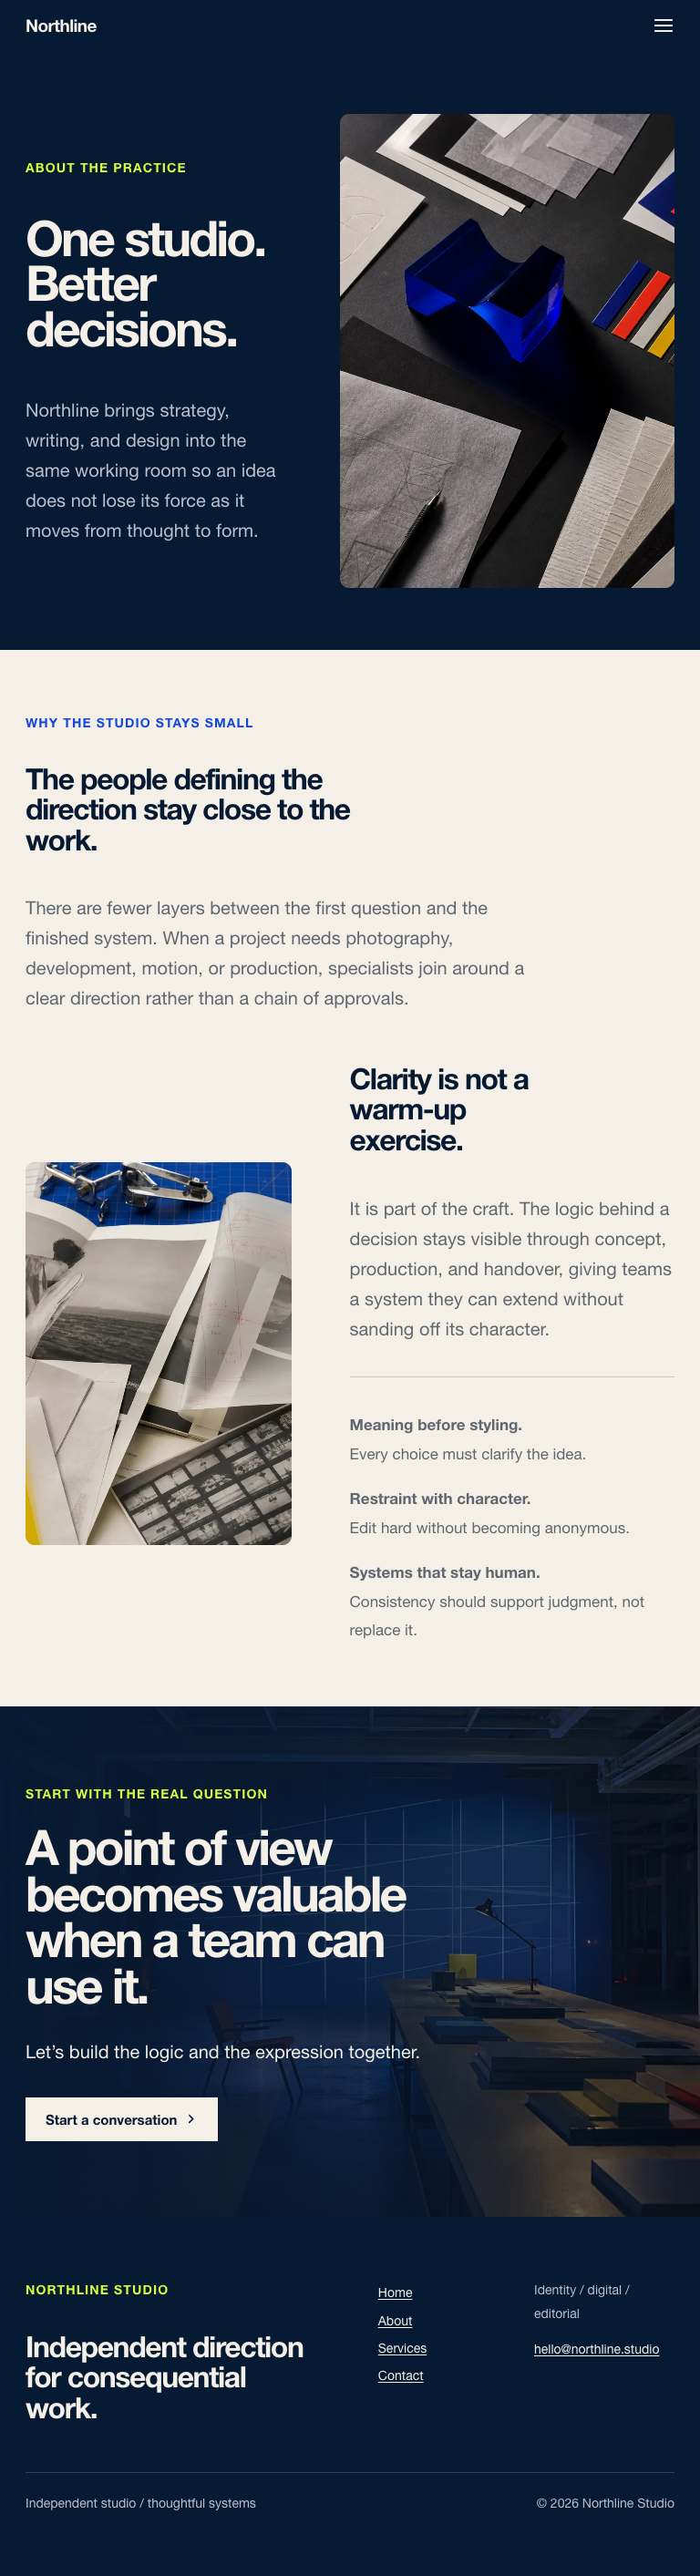 Northline
ABOUT THE PRACTICE
One studio.
Better
decisions.
Northline brings strategy,
writing, and design into the
same working room so an idea
does not lose its force as it
moves from thought to form.
WHY THE STUDIO STAYS SMALL
The people defining the
direction stay close to the
work.
There are fewer layers between the first question and the
finished system. When a project needs photography,
development, motion, or production, specialists join around a
clear direction rather than a chain of approvals.
Clarity is not a
warm-up
exercise.
It is part of the craft. The logic behind a
decision stays visible through concept,
production, and handover, giving teams
a system they can extend without
sanding off its character.
Meaning before styling.
Every choice must clarify the idea.
Restraint with character.
Edit hard without becoming anonymous.
Systems that stay human.
Consistency should support judgment, not
replace it.
START WITH THE REAL QUESTION
A point of view
becomes valuable
when a team can
use it.
Let’s build the logic and the expression together.
Start a conversation
NORTHLINE STUDIO
Independent direction
for consequential
work.
Home
About
Services
Contact
Identity / digital /
editorial
hello@northline.studio
Independent studio / thoughtful systems
© 2026 Northline Studio